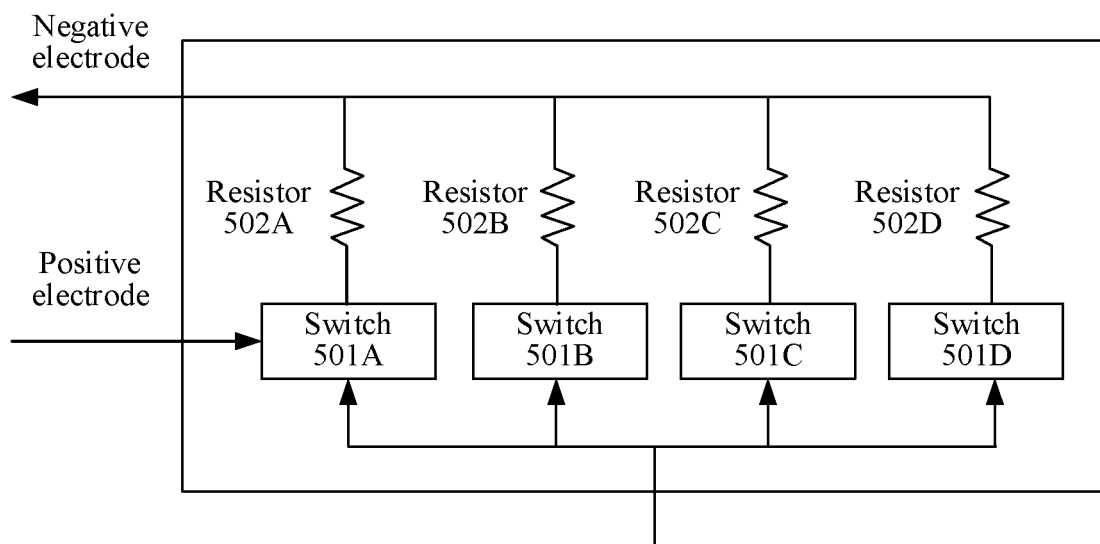 Negative
electrode
Resistor
502A
Resistor
502B
Resistor
502C
Resistor
502D
Positive
electrode
Switch
501A
Switch
501B
Switch
501C
Switch
501D